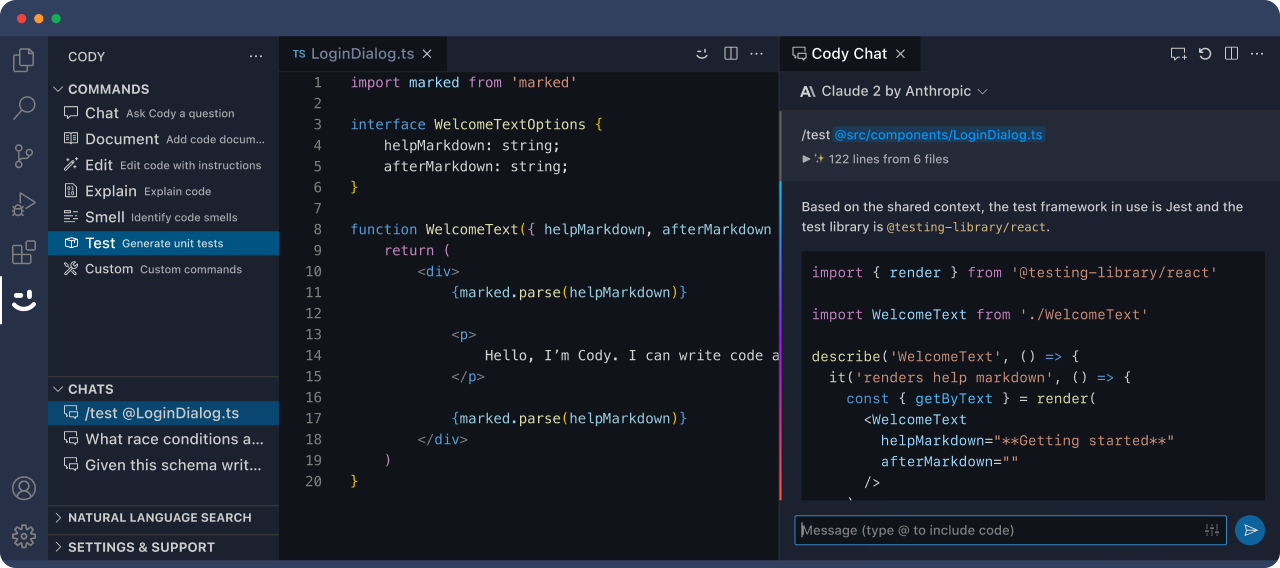 CODY
COMMANDS
Chat Ask Cody a question
Document Add code docum...
Edit Edit code with instructions
Explain Explain code
Smell Identify code smells
Test Generate unit tests
Custom Custom commands
CHATS
/test @LoginDialog.ts
What race conditions a...
Given this schema writ...
NATURAL LANGUAGE SEARCH
SETTINGS & SUPPORT
TS LoginDialog.ts
1 import marked from 'marked'
2
3 interface WelcomeTextOptions {
4 helpMarkdown: string;
5 afterMarkdown: string;
6 }
7
8 function WelcomeText({ helpMarkdown, afterMarkdown
9 return (
10 <div>
11 {marked.parse(helpMarkdown)}
12
13 <p>
14 Hello, I’m Cody. I can write code a
15 </p>
16
17 {marked.parse(helpMarkdown)}
18 </div>
19 )
20 }
Cody Chat
Claude 2 by Anthropic
/test @src/components/LoginDialog.ts
122 lines from 6 files
Based on the shared context, the test framework in use is Jest and the
test library is @testing-library/react.
import { render } from '@testing-library/react'
import WelcomeText from './WelcomeText'
describe('WelcomeText', () => {
it('renders help markdown', () => {
const { getByText } = render(
<WelcomeText
helpMarkdown="**Getting started**"
afterMarkdown=""
/>
Message (type @ to include code)